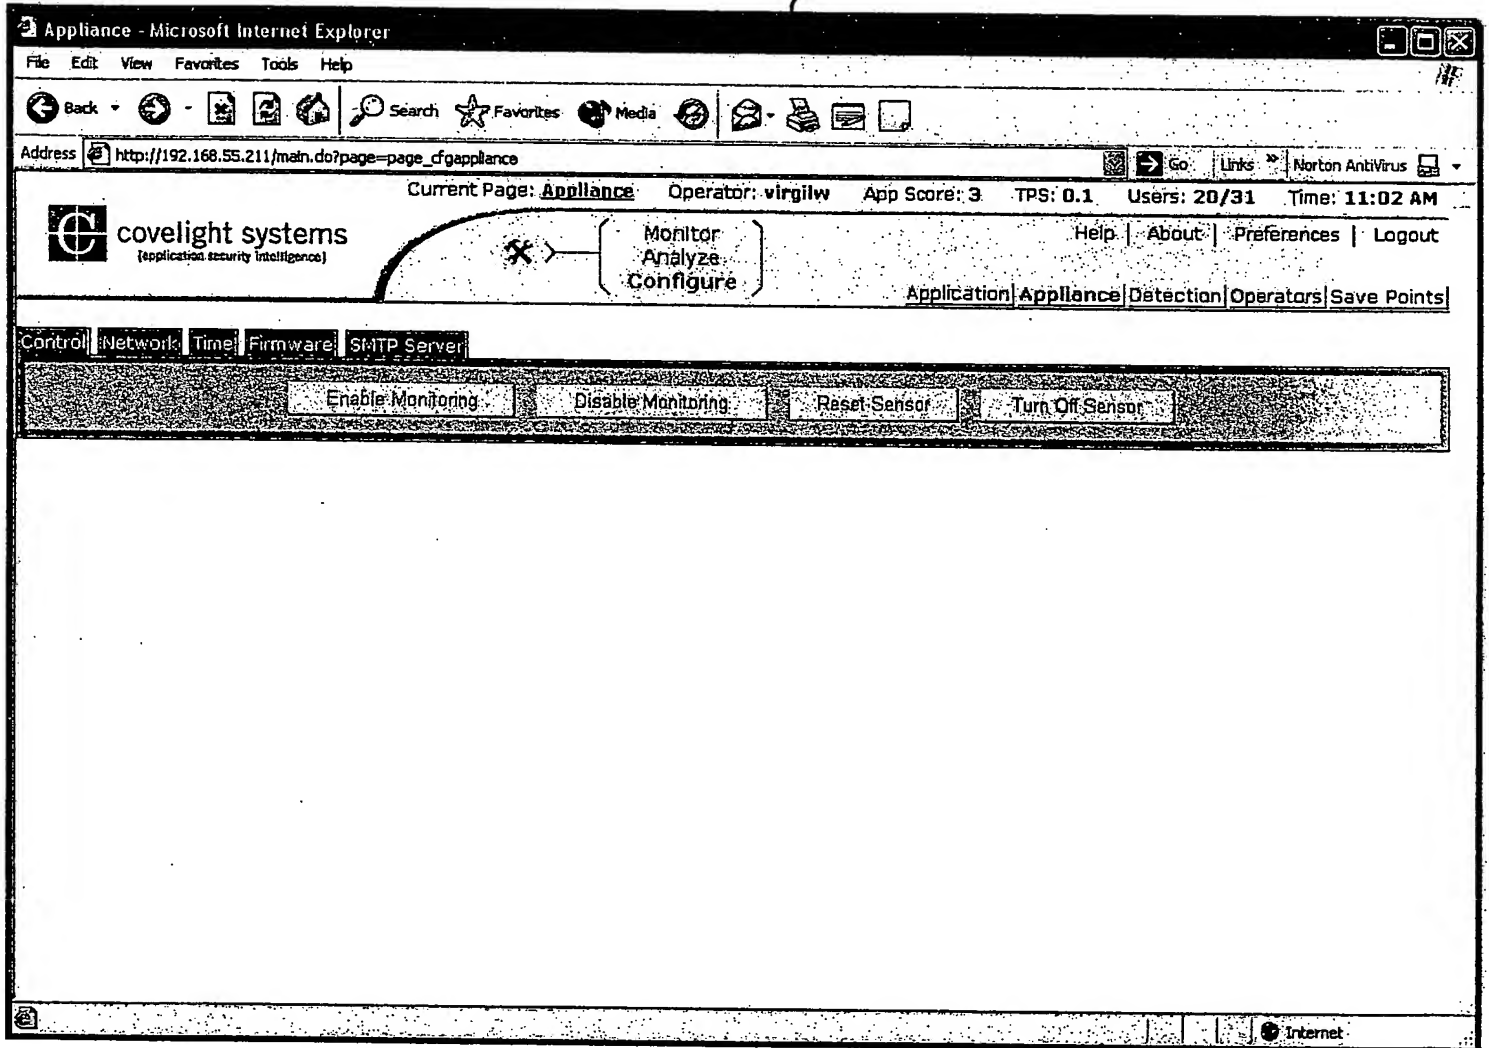 Appliance - Microsoft Internet Explorer
File Edit View Favorites Tools Help
Back Search Favorites Media
Address http://192.168.55.211/main.do?page=page_cfgappliance Go Links » Norton AntiVirus
Current Page: Appliance Operator: virgilw App Score: 3 TPS: 0.1 Users: 20/31 Time: 11:02 AM
covelight systems
[application security intelligence]
Monitor
Analyze
Configure
Help | About | Preferences | Logout
Application| Appliance|Detection|Operators|Save Points|
Control Network Time Firmware SMTP Server
Enable Monitoring Disable Monitoring Reset Sensor Turn Off Sensor
Internet